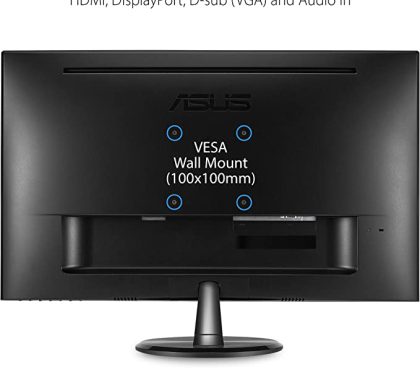 HDMI, DisplayPort, D-sub (VGA) and Audio in
ASUS
VESA
Wall Mount
(100x100mm)